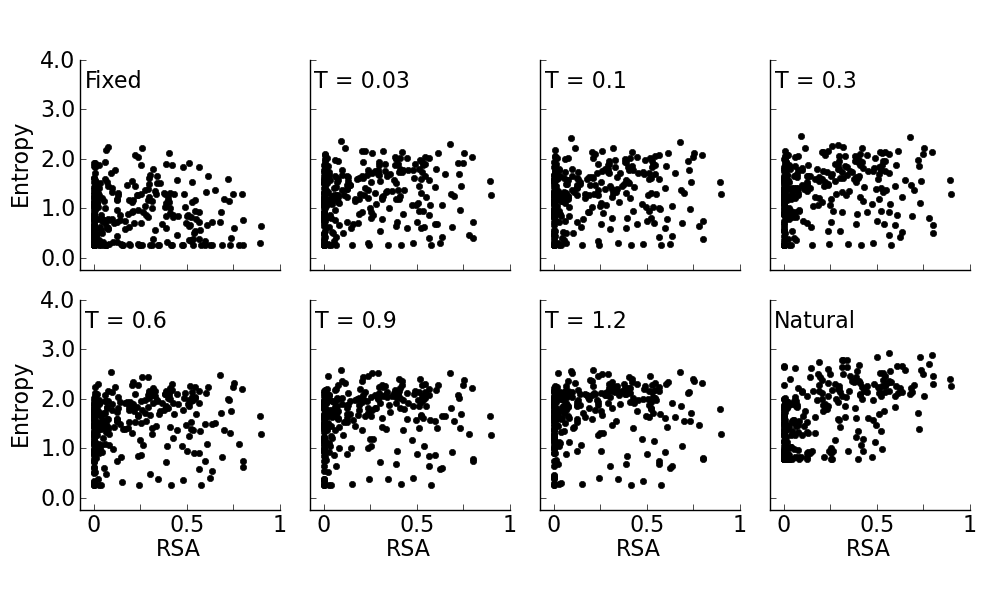 Fixed
T = 0.03
T = 0.1
T = 0.3
4.0
3.0
2.0
1.0
0.0
Entropy
T = 0.6
T = 0.9
T = 1.2
Natural
4.0
3.0
2.0
1.0
0.0
Entropy
0 0.5 1
0 0.5 1
0 0.5 1
0 0.5 1
RSA
RSA
RSA
RSA